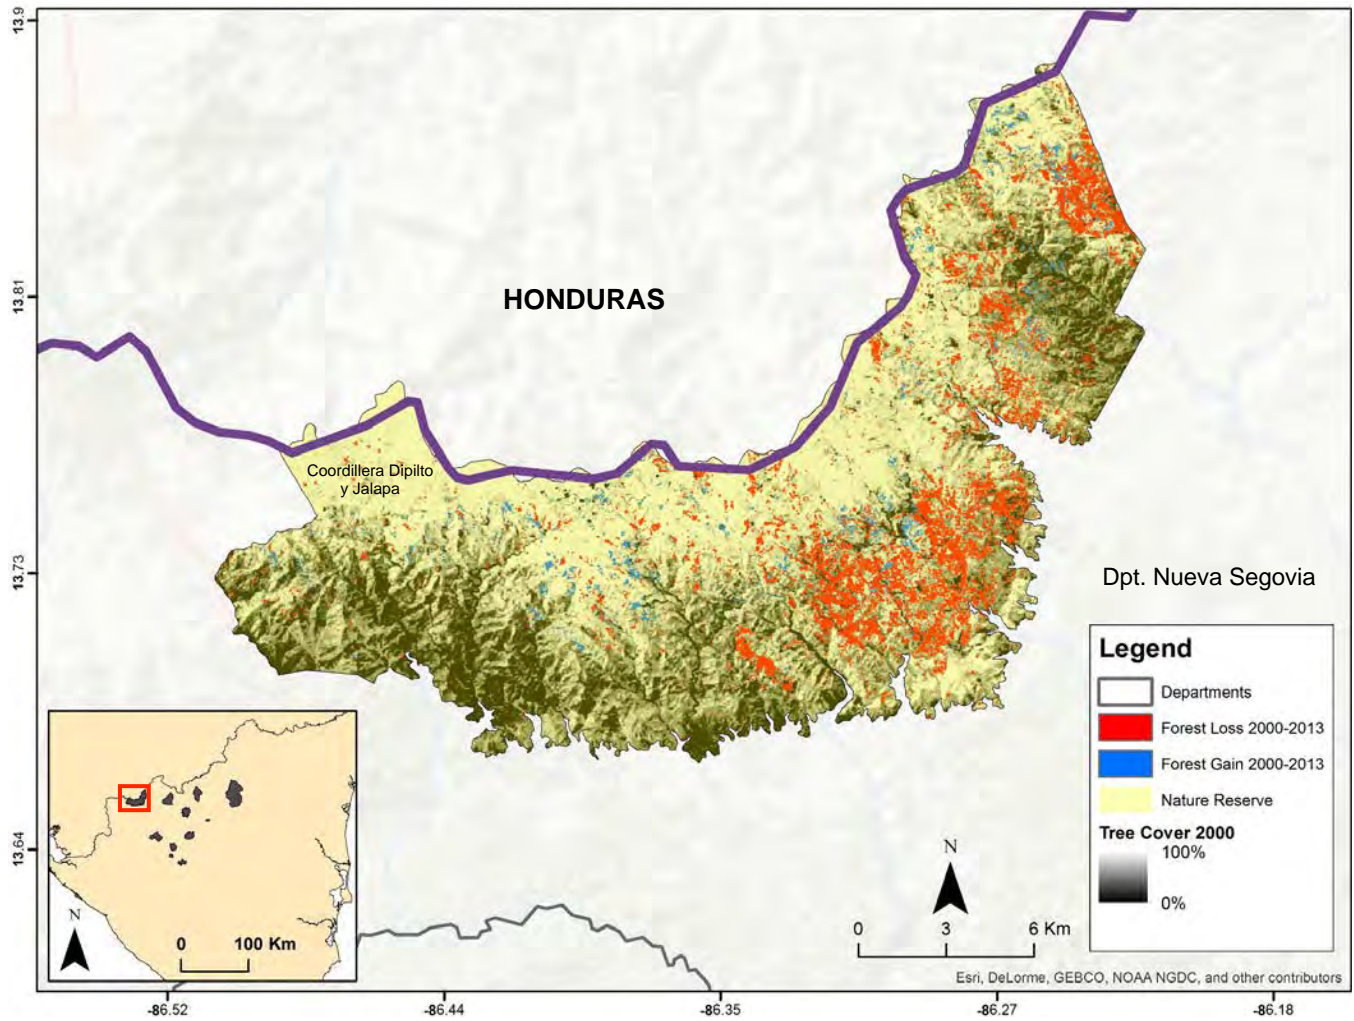 13.9
13.81
13.73
13.64
HONDURAS
Coordillera Dipilto
y Jalapa
Dpt. Nueva Segovia
Legend
Departments
Forest Loss 2000-2013
Forest Gain 2000-2013
Nature Reserve
Tree Cover 2000
100%
0%
N
0 100 Km
N
0 3 6 Km
Esri, DeLorme, GEBCO, NOAA NGDC, and other contributors
-86.52 -86.44 -86.35 -86.27 -86.18